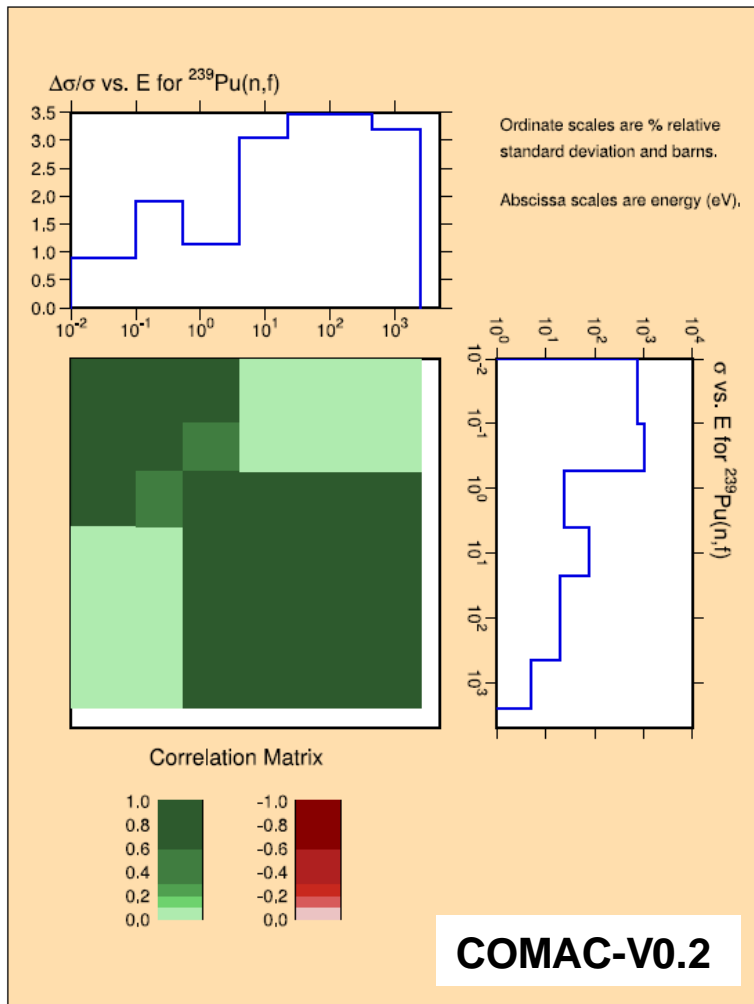 Δσ/σ vs. E for ²³⁹Pu(n,f)
3.5
3.0
2.5
2.0
1.5
1.0
0.5
0.0
10⁻² 10⁻¹ 10⁰ 10¹ 10² 10³
Ordinate scales are % relative
standard deviation and barns.
Abscissa scales are energy (eV).
10⁰ 10¹ 10² 10³ 10⁴
10⁻² 10⁻¹ 10⁰ 10¹ 10² 10³
σ vs. E for ²³⁹Pu(n,f)
Correlation Matrix
1.0 -1.0
0.8 -0.8
0.6 -0.6
0.4 -0.4
0.2 -0.2
0.0 0.0
COMAC-V0.2